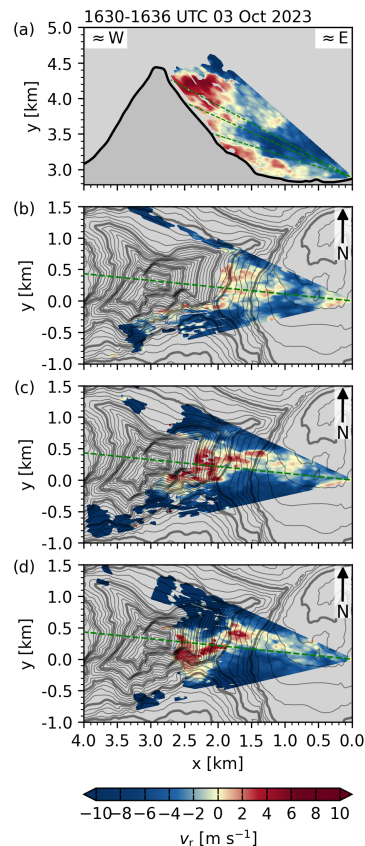 1630-1636 UTC 03 Oct 2023
(a)
≈ W
≈ E
y [km]
5.0
4.5
4.0
3.5
3.0
(b)
y [km]
1.5
1.0
0.5
0.0
-0.5
-1.0
N
(c)
y [km]
1.5
1.0
0.5
0.0
-0.5
-1.0
N
(d)
y [km]
1.5
1.0
0.5
0.0
-0.5
-1.0
N
4.0 3.5 3.0 2.5 2.0 1.5 1.0 0.5 0.0
x [km]
−10 −8 −6 −4 −2 0 2 4 6 8 10
vr [m s⁻¹]